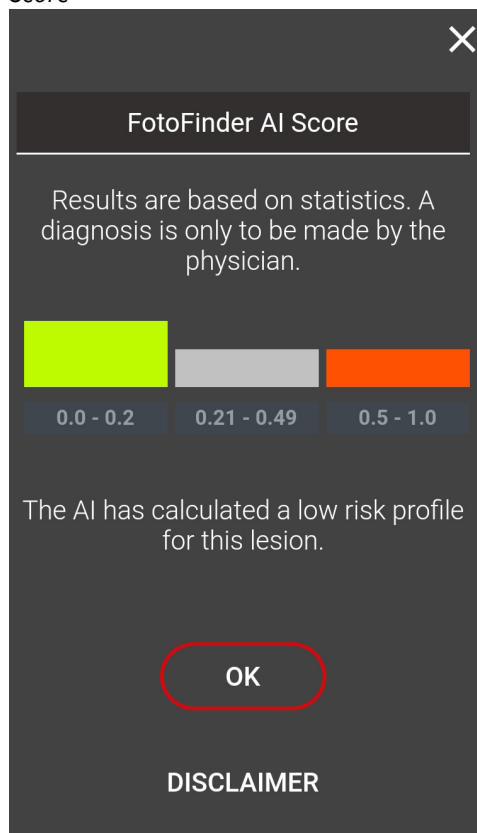 FotoFinder AI Score
Results are based on statistics. A
diagnosis is only to be made by the
physician.
0.0 - 0.2
0.21 - 0.49
0.5 - 1.0
The AI has calculated a low risk profile
for this lesion.
OK
DISCLAIMER